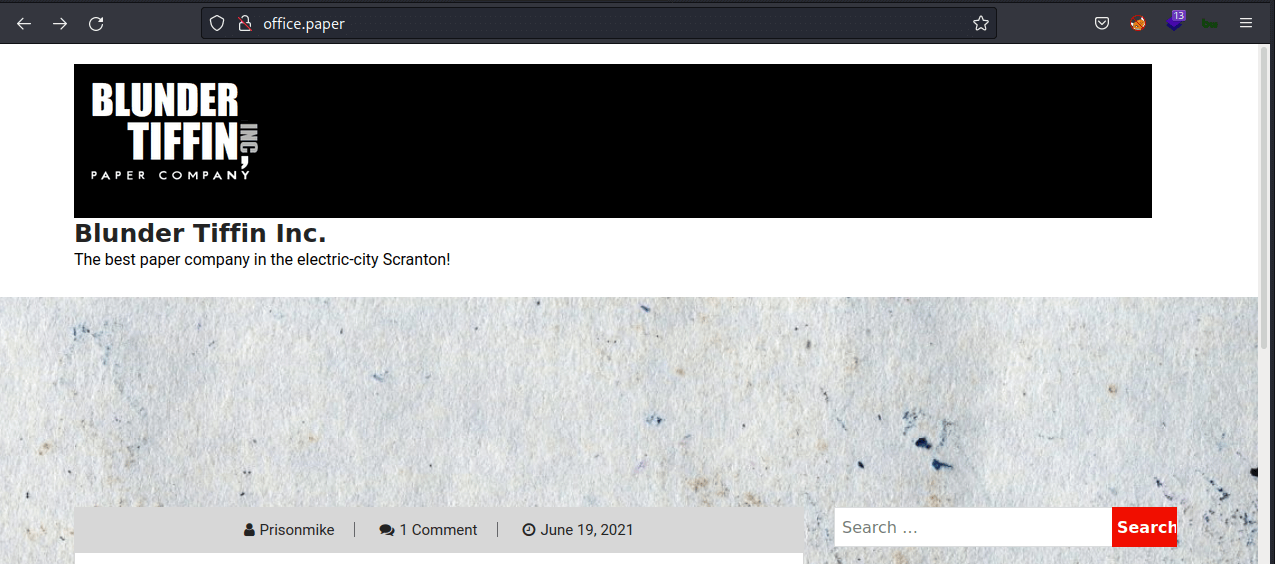 office.paper
13
BLUNDER
TIFFIN,
INC
PAPER COMPANY
Blunder Tiffin Inc.
The best paper company in the electric-city Scranton!
Prisonmike | 1 Comment | June 19, 2021
Search ...
Search